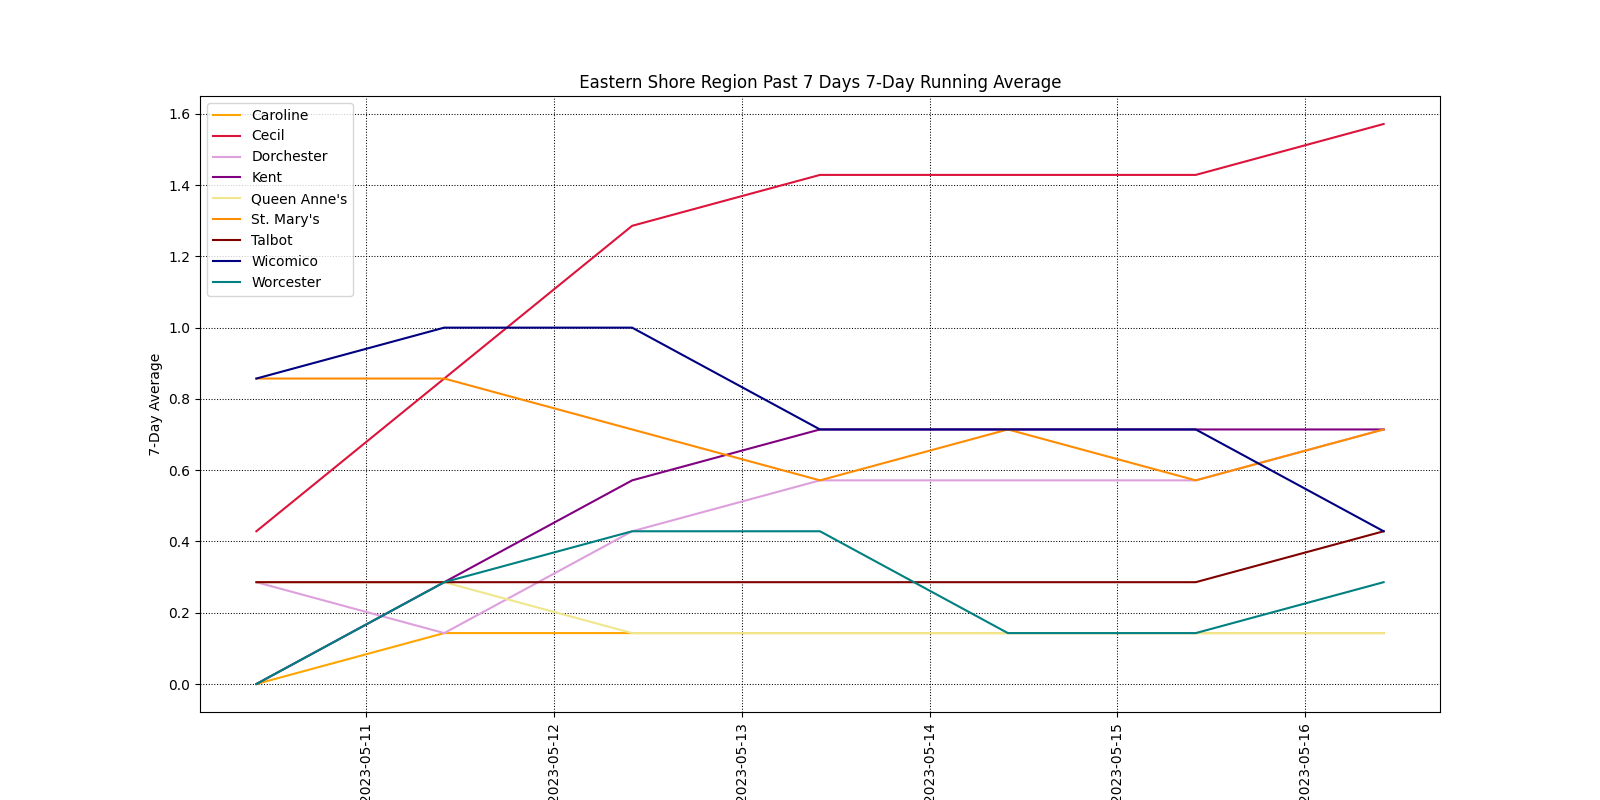 Eastern Shore Region Past 7 Days 7-Day Running Average
1.6
1.4
1.2
1.0
0.8
0.6
0.4
0.2
0.0
7-Day Average
Caroline
Cecil
Dorchester
Kent
Queen Anne's
St. Mary's
Talbot
Wicomico
Worcester
2023-05-11
2023-05-12
2023-05-13
2023-05-14
2023-05-15
2023-05-16